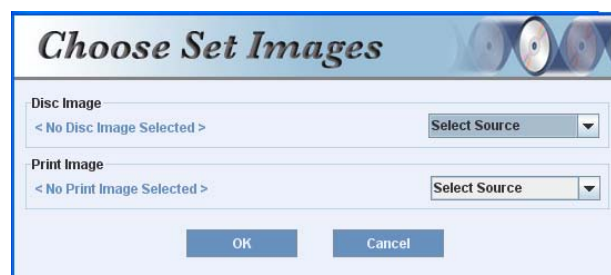 Choose Set Images
Disc Image
< No Disc Image Selected >
Select Source
Print Image
< No Print Image Selected >
Select Source
OK
Cancel